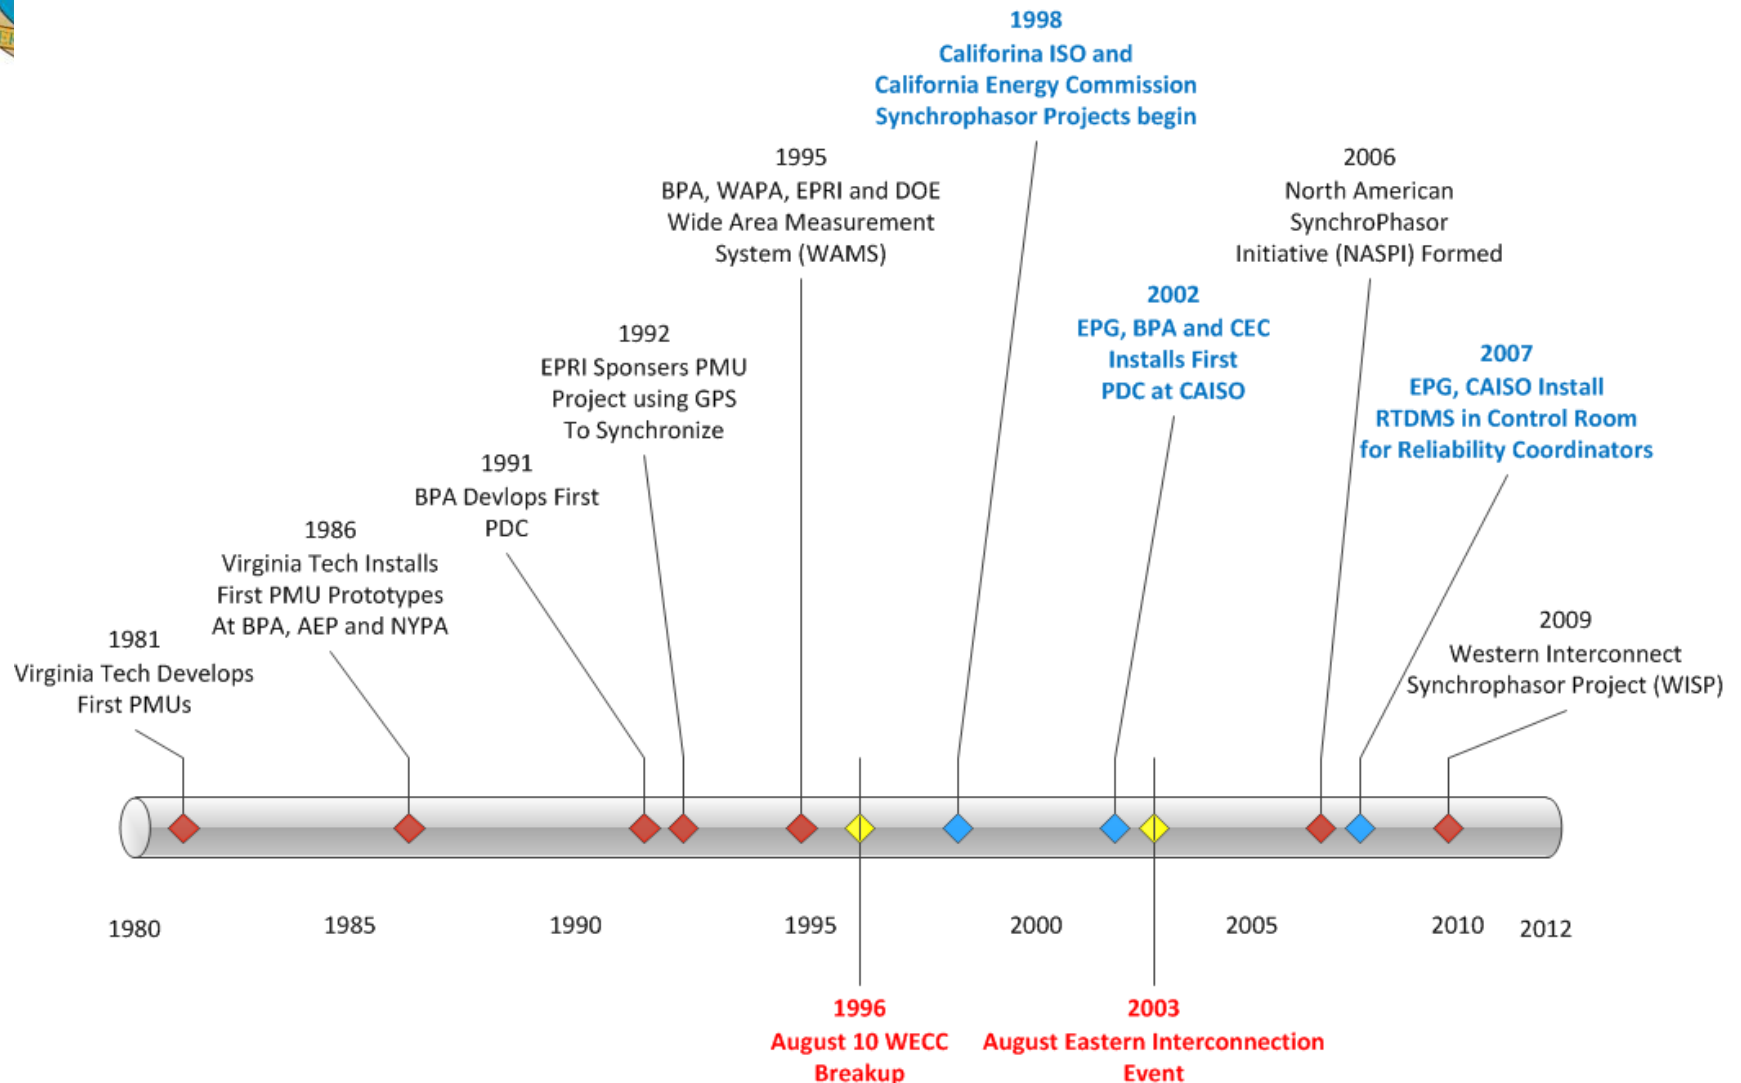 1998
Califorina ISO and
California Energy Commission
Synchrophasor Projects begin
1995
BPA, WAPA, EPRI and DOE
Wide Area Measurement
System (WAMS)
2006
North American
SynchroPhasor
Initiative (NASPI) Formed
2002
EPG, BPA and CEC
Installs First
PDC at CAISO
1992
EPRI Sponsers PMU
Project using GPS
To Synchronize
2007
EPG, CAISO Install
RTDMS in Control Room
for Reliability Coordinators
1991
BPA Devlops First
PDC
1986
Virginia Tech Installs
First PMU Prototypes
At BPA, AEP and NYPA
1981
Virginia Tech Develops
First PMUs
2009
Western Interconnect
Synchrophasor Project (WISP)
1980
1985
1990
1995
2000
2005
2010
2012
1996
August 10 WECC
Breakup
2003
August Eastern Interconnection
Event